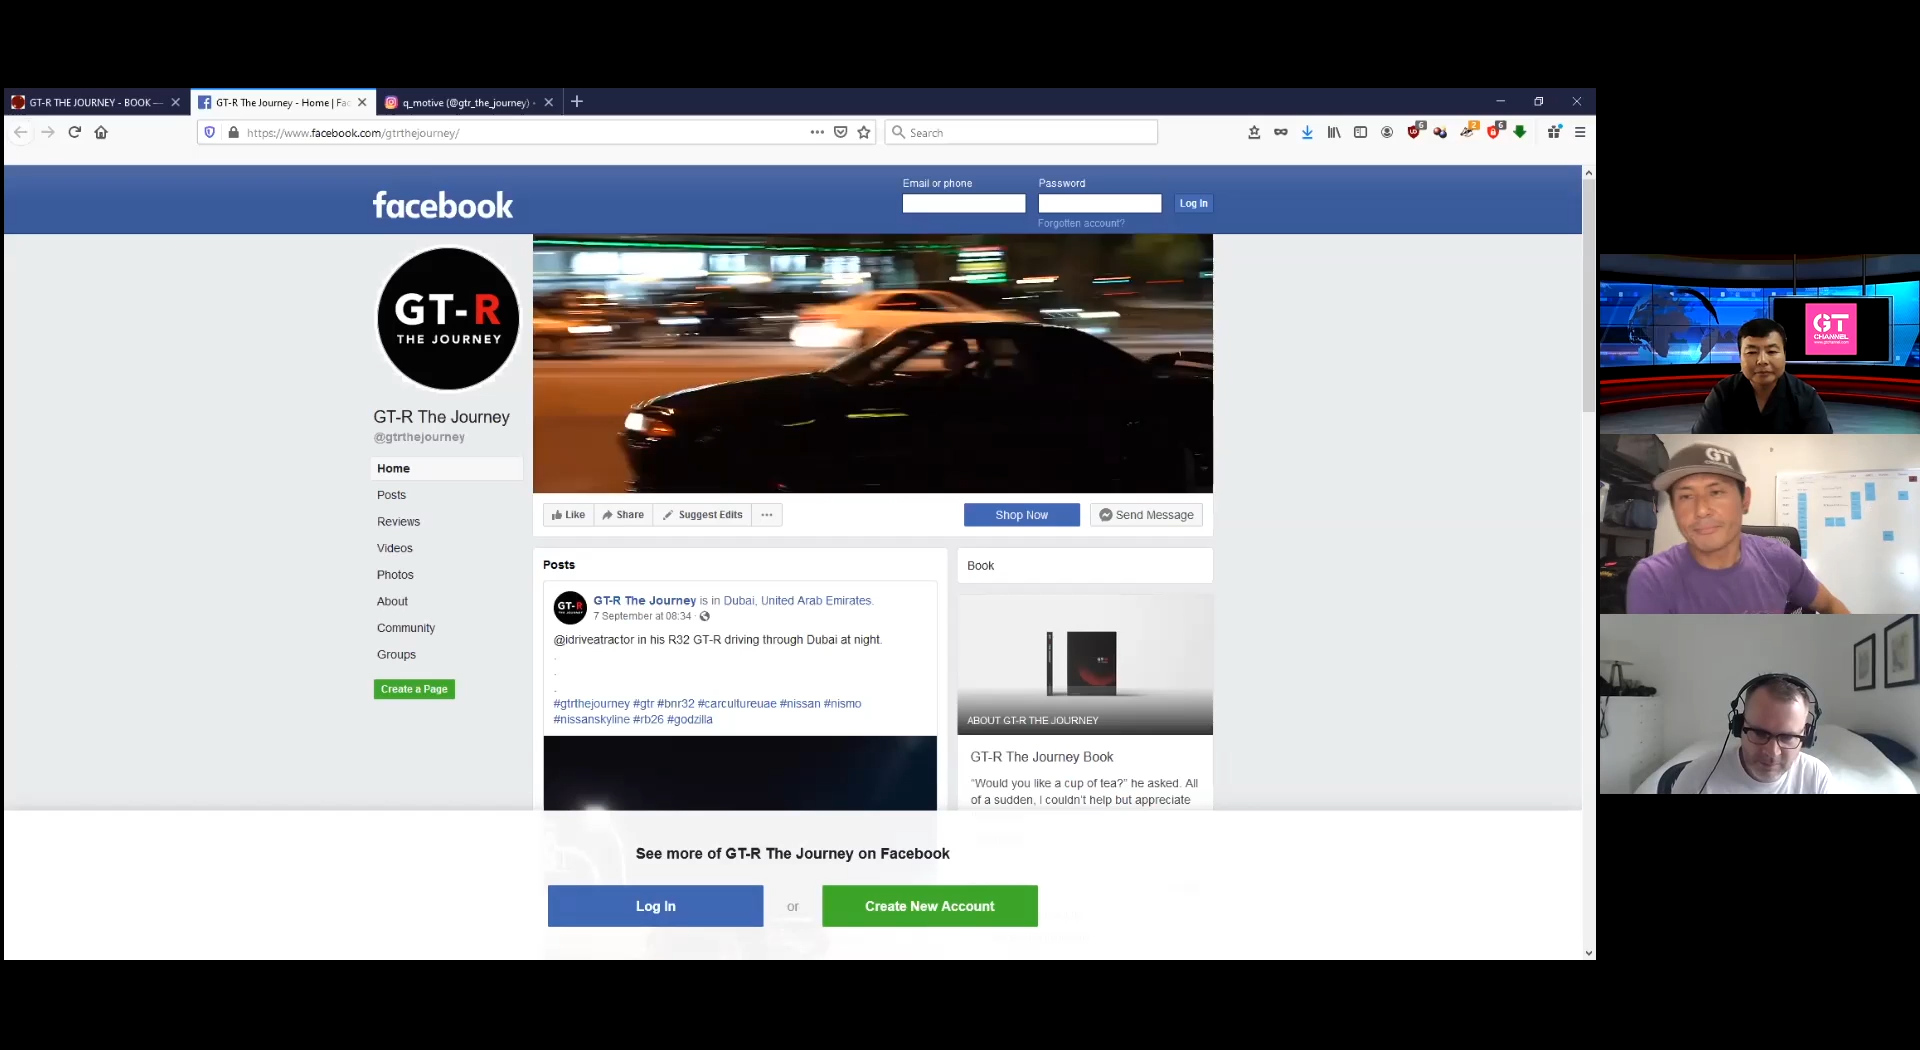 GT-R THE JOURNEY - BOOK —
GT-R The Journey - Home | Fac
q_motive (@gtr_the_journey) •
https://www.facebook.com/gtrthejourney/
Search
6
2
6
facebook
Email or phone
Password
Log In
Forgotten account?
GT-R
THE JOURNEY
GT-R The Journey
@gtrthejourney
Home
Posts
Reviews
Videos
Photos
About
Community
Groups
Create a Page
Like
Share
Suggest Edits
Shop Now
Send Message
Posts
GT-R The Journey is in Dubai, United Arab Emirates.
7 September at 08:34 ·
@idriveatractor in his R32 GT-R driving through Dubai at night.
.
.
.
#gtrthejourney #gtr #bnr32 #carcultureuae #nissan #nismo
#nissanskyline #rb26 #godzilla
Book
ABOUT GT-R THE JOURNEY
GT-R The Journey Book
“Would you like a cup of tea?” he asked. All
of a sudden, I couldn’t help but appreciate
See more of GT-R The Journey on Facebook
Log In
or
Create New Account
GT
CHANNEL
GT